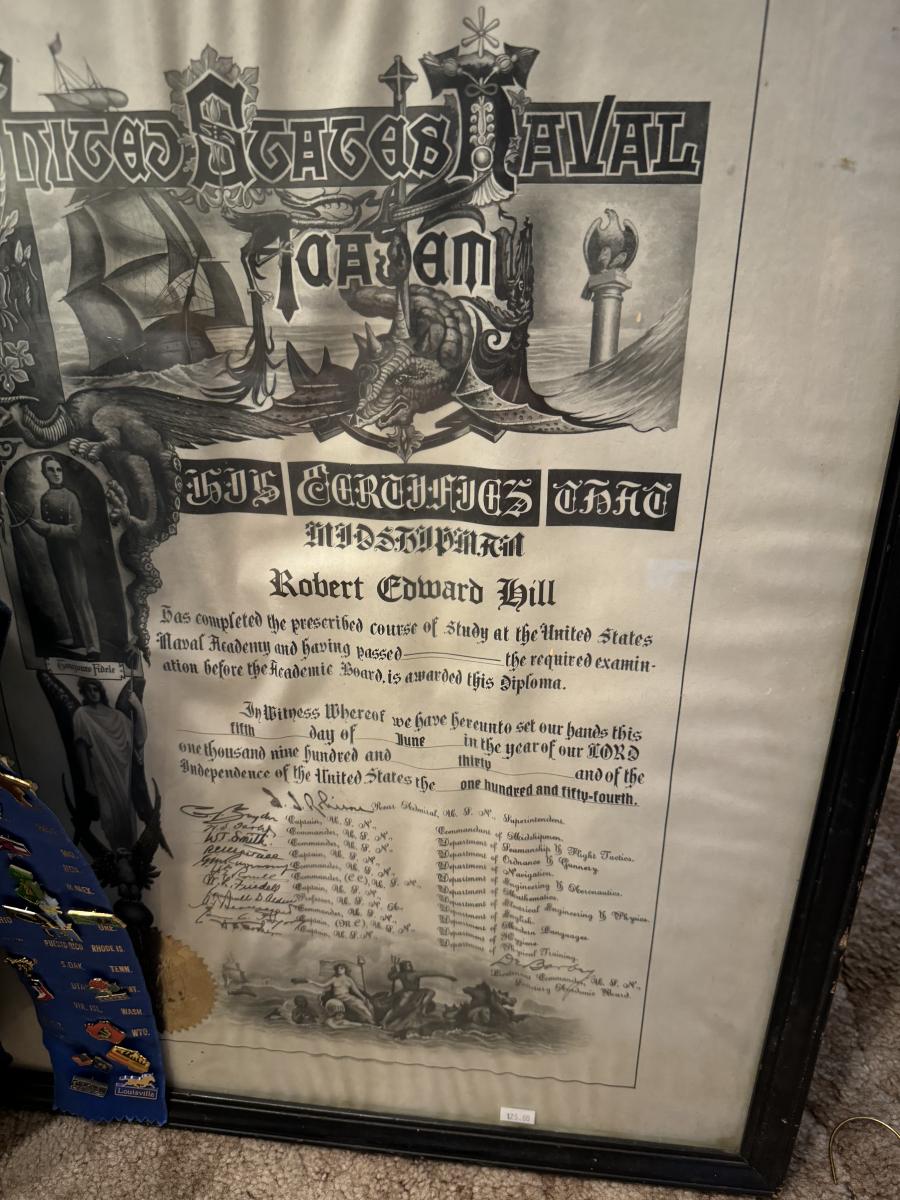 United States Naval
Academy
This Certifies That
Midshipman
Robert Edward Hill
has completed the prescribed course of Study at the United States
Naval Academy and having passed the required examin-
ation before the Academic Board, is awarded this Diploma.
In Witness Whereof we have hereunto set our hands this
fifth day of June in the year of our LORD
one thousand nine hundred and thirty and of the
Independence of the United States the one hundred and fifty-fourth.
Rear Admiral, U. S. N., Superintendent.
Captain, U. S. N., Commandant of Midshipmen.
Commander, U. S. N., Department of Seamanship & Flight Tactics.
Commander, U. S. N., Department of Ordnance & Gunnery.
Captain, U. S. N., Department of Navigation.
Commander, (CC), U. S. N., Department of Engineering & Aeronautics.
Captain, U. S. N., Department of Mathematics.
Department of Electrical Engineering & Physics.
Commander, U. S. N., Department of English.
Department of Modern Languages.
Captain, U. S. N., Department of Hygiene.
Physical Training.
Lieutenant Commander, U. S. N.,
Secretary Academic Board.
PUERTO RICO RHODE IS.
S. DAK. TENN.
VIR. ISL. WASH.
WYO.
Louisville
125.00